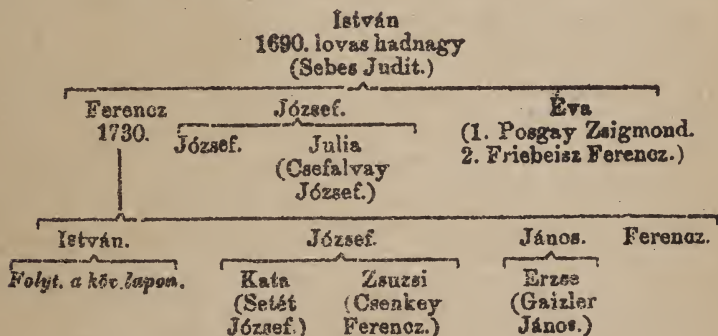 István
1690. lovas hadnagy
(Sebes Judit.)
Ferencz József. Éva
1730. József. Julia (1. Posgay Zsigmond.
(Csefalvay 2. Friebeisz Ferencz.)
József.)
István. József. János. Ferencz.
Folyt. a köv. lapon. Kata Zsuzsi Erzse
(Setét (Csenkey (Gaizler
József.) Ferencz.) János.)